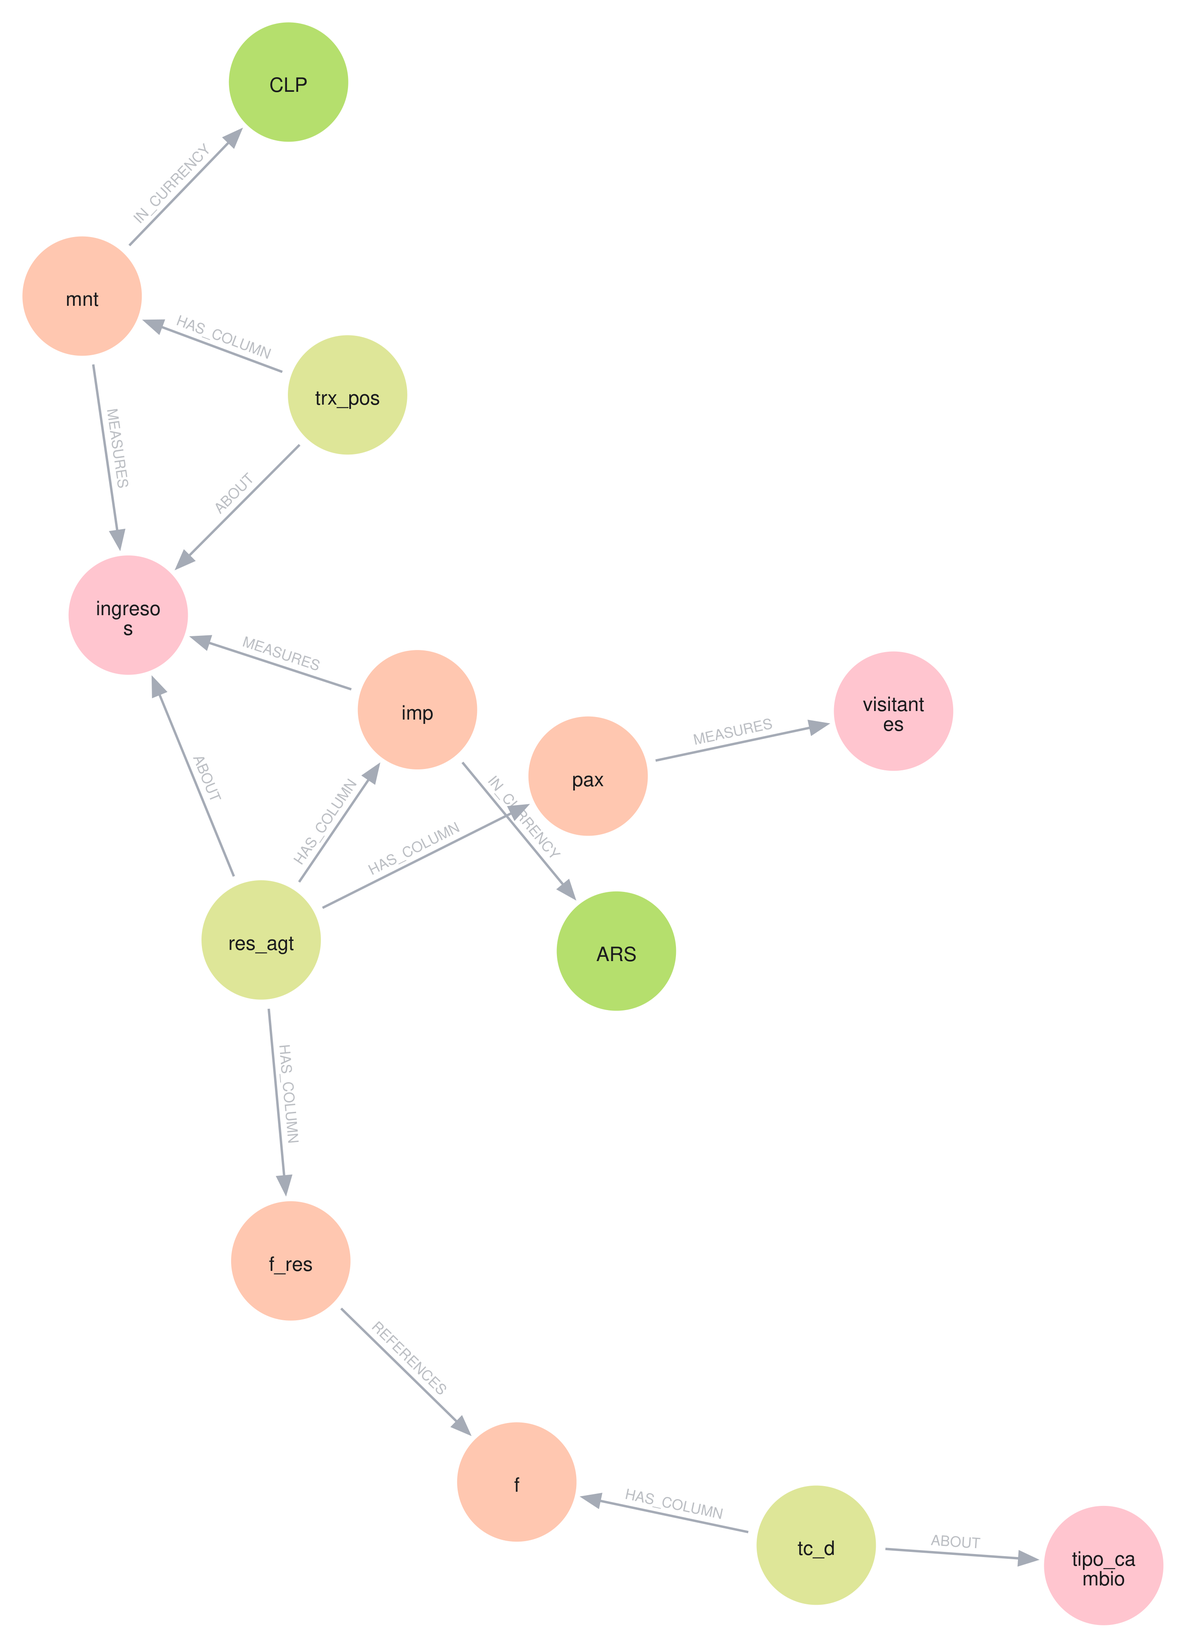 CLP
IN_CURRENCY
mnt
HAS_COLUMN
trx_pos
MEASURES
ABOUT
ingreso
s
MEASURES
imp
visitant
es
MEASURES
pax
ABOUT
HAS_COLUMN
IN_CURRENCY
HAS_COLUMN
res_agt
ARS
HAS_COLUMN
f_res
REFERENCES
f
HAS_COLUMN
tc_d
ABOUT
tipo_ca
mbio